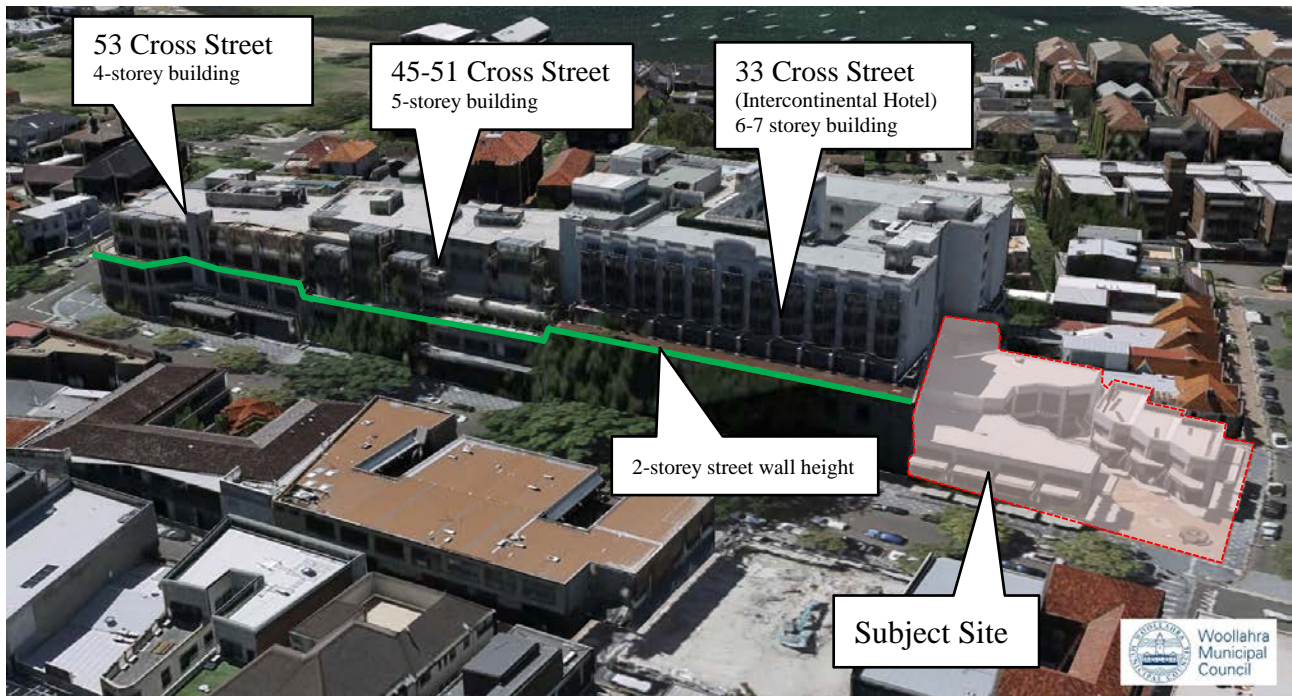 53 Cross Street
4-storey building
45-51 Cross Street
5-storey building
33 Cross Street
(Intercontinental Hotel)
6-7 storey building
2-storey street wall height
Subject Site
Woollahra
Municipal
Council